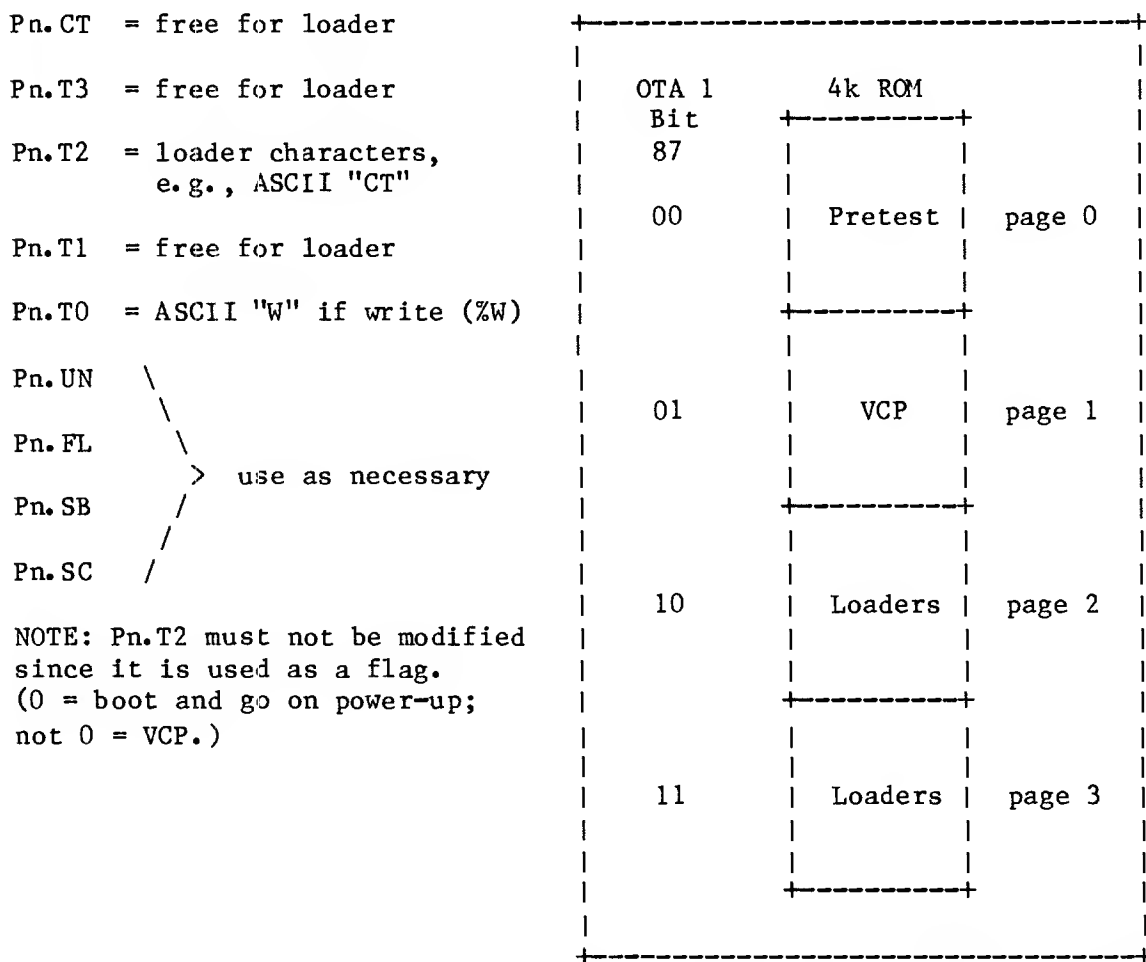 Pn.CT = free for loader
Pn.T3 = free for loader
Pn.T2 = loader characters,
e.g., ASCII "CT"
Pn.T1 = free for loader
Pn.T0 = ASCII "W" if write (%W)
Pn.UN
Pn.FL
use as necessary
Pn.SB
Pn.SC
NOTE: Pn.T2 must not be modified
since it is used as a flag.
(0 = boot and go on power-up;
not 0 = VCP.)
OTA 1 4k ROM
Bit
87
00 Pretest page 0
01 VCP page 1
10 Loaders page 2
11 Loaders page 3